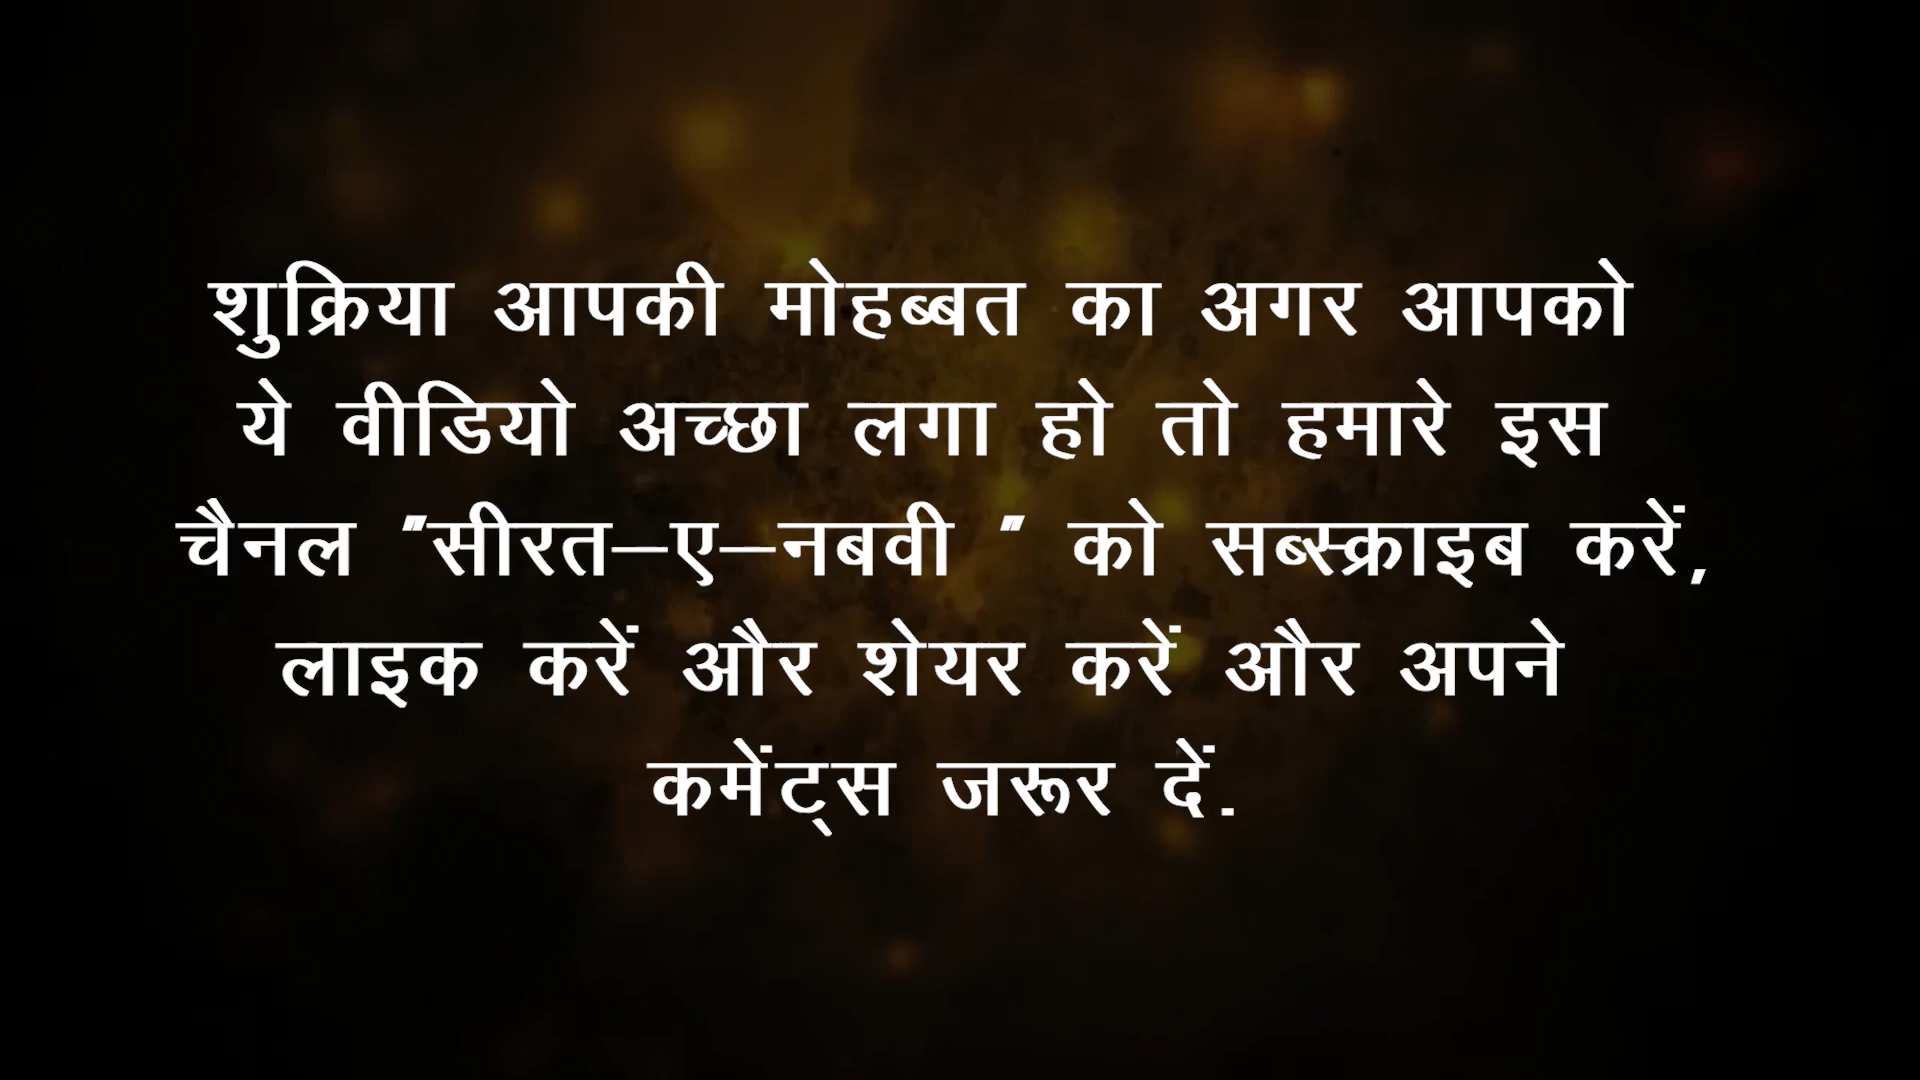 शुक्रिया आपकी मोहब्बत का अगर आपको
ये वीडियो अच्छा लगा हो तो हमारे इस
चैनल "सीरत–ए–नबवी " को सब्स्क्राइब करें,
लाइक करें और शेयर करें और अपने
कमेंट्स जरूर दें.